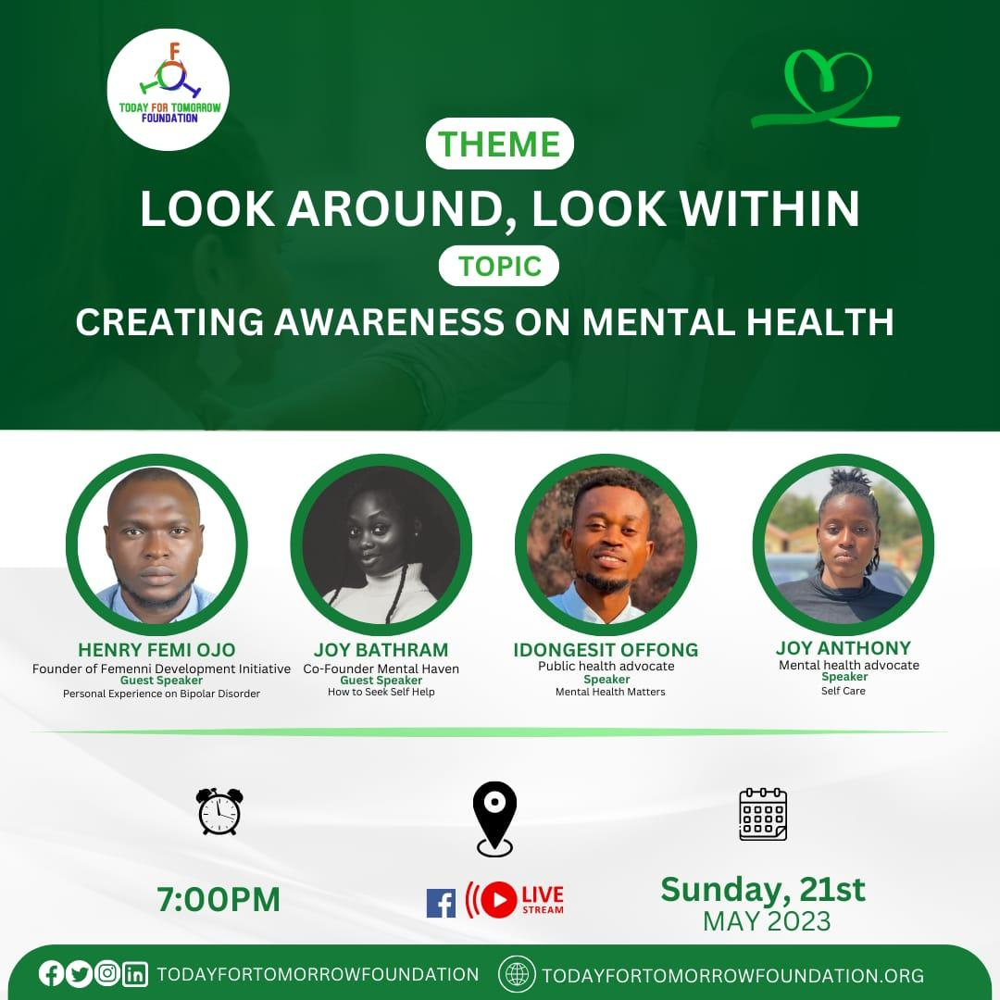 F
T
T
TODAY FOR TOMORROW
FOUNDATION
THEME
LOOK AROUND, LOOK WITHIN
TOPIC
CREATING AWARENESS ON MENTAL HEALTH
HENRY FEMI OJO
Founder of Femenni Development Initiative
Guest Speaker
Personal Experience on Bipolar Disorder
JOY BATHRAM
Co-Founder Mental Haven
Guest Speaker
How to Seek Self Help
IDONGESIT OFFONG
Public health advocate
Speaker
Mental Health Matters
JOY ANTHONY
Mental health advocate
Speaker
Self Care
7:00PM
LIVE
STREAM
Sunday, 21st
MAY 2023
TODAYFORTOMORROWFOUNDATION
TODAYFORTOMORROWFOUNDATION.ORG